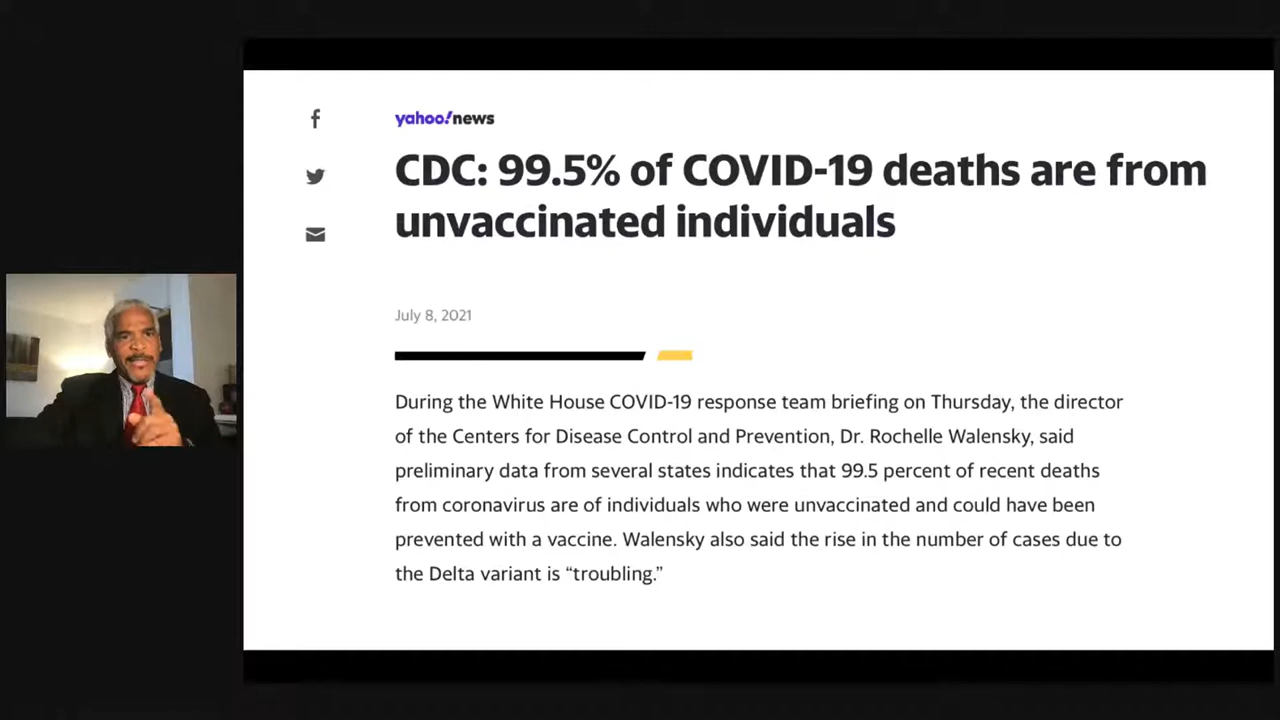 yahoo!news
CDC: 99.5% of COVID-19 deaths are from
unvaccinated individuals
July 8, 2021
During the White House COVID-19 response team briefing on Thursday, the director
of the Centers for Disease Control and Prevention, Dr. Rochelle Walensky, said
preliminary data from several states indicates that 99.5 percent of recent deaths
from coronavirus are of individuals who were unvaccinated and could have been
prevented with a vaccine. Walensky also said the rise in the number of cases due to
the Delta variant is “troubling.”